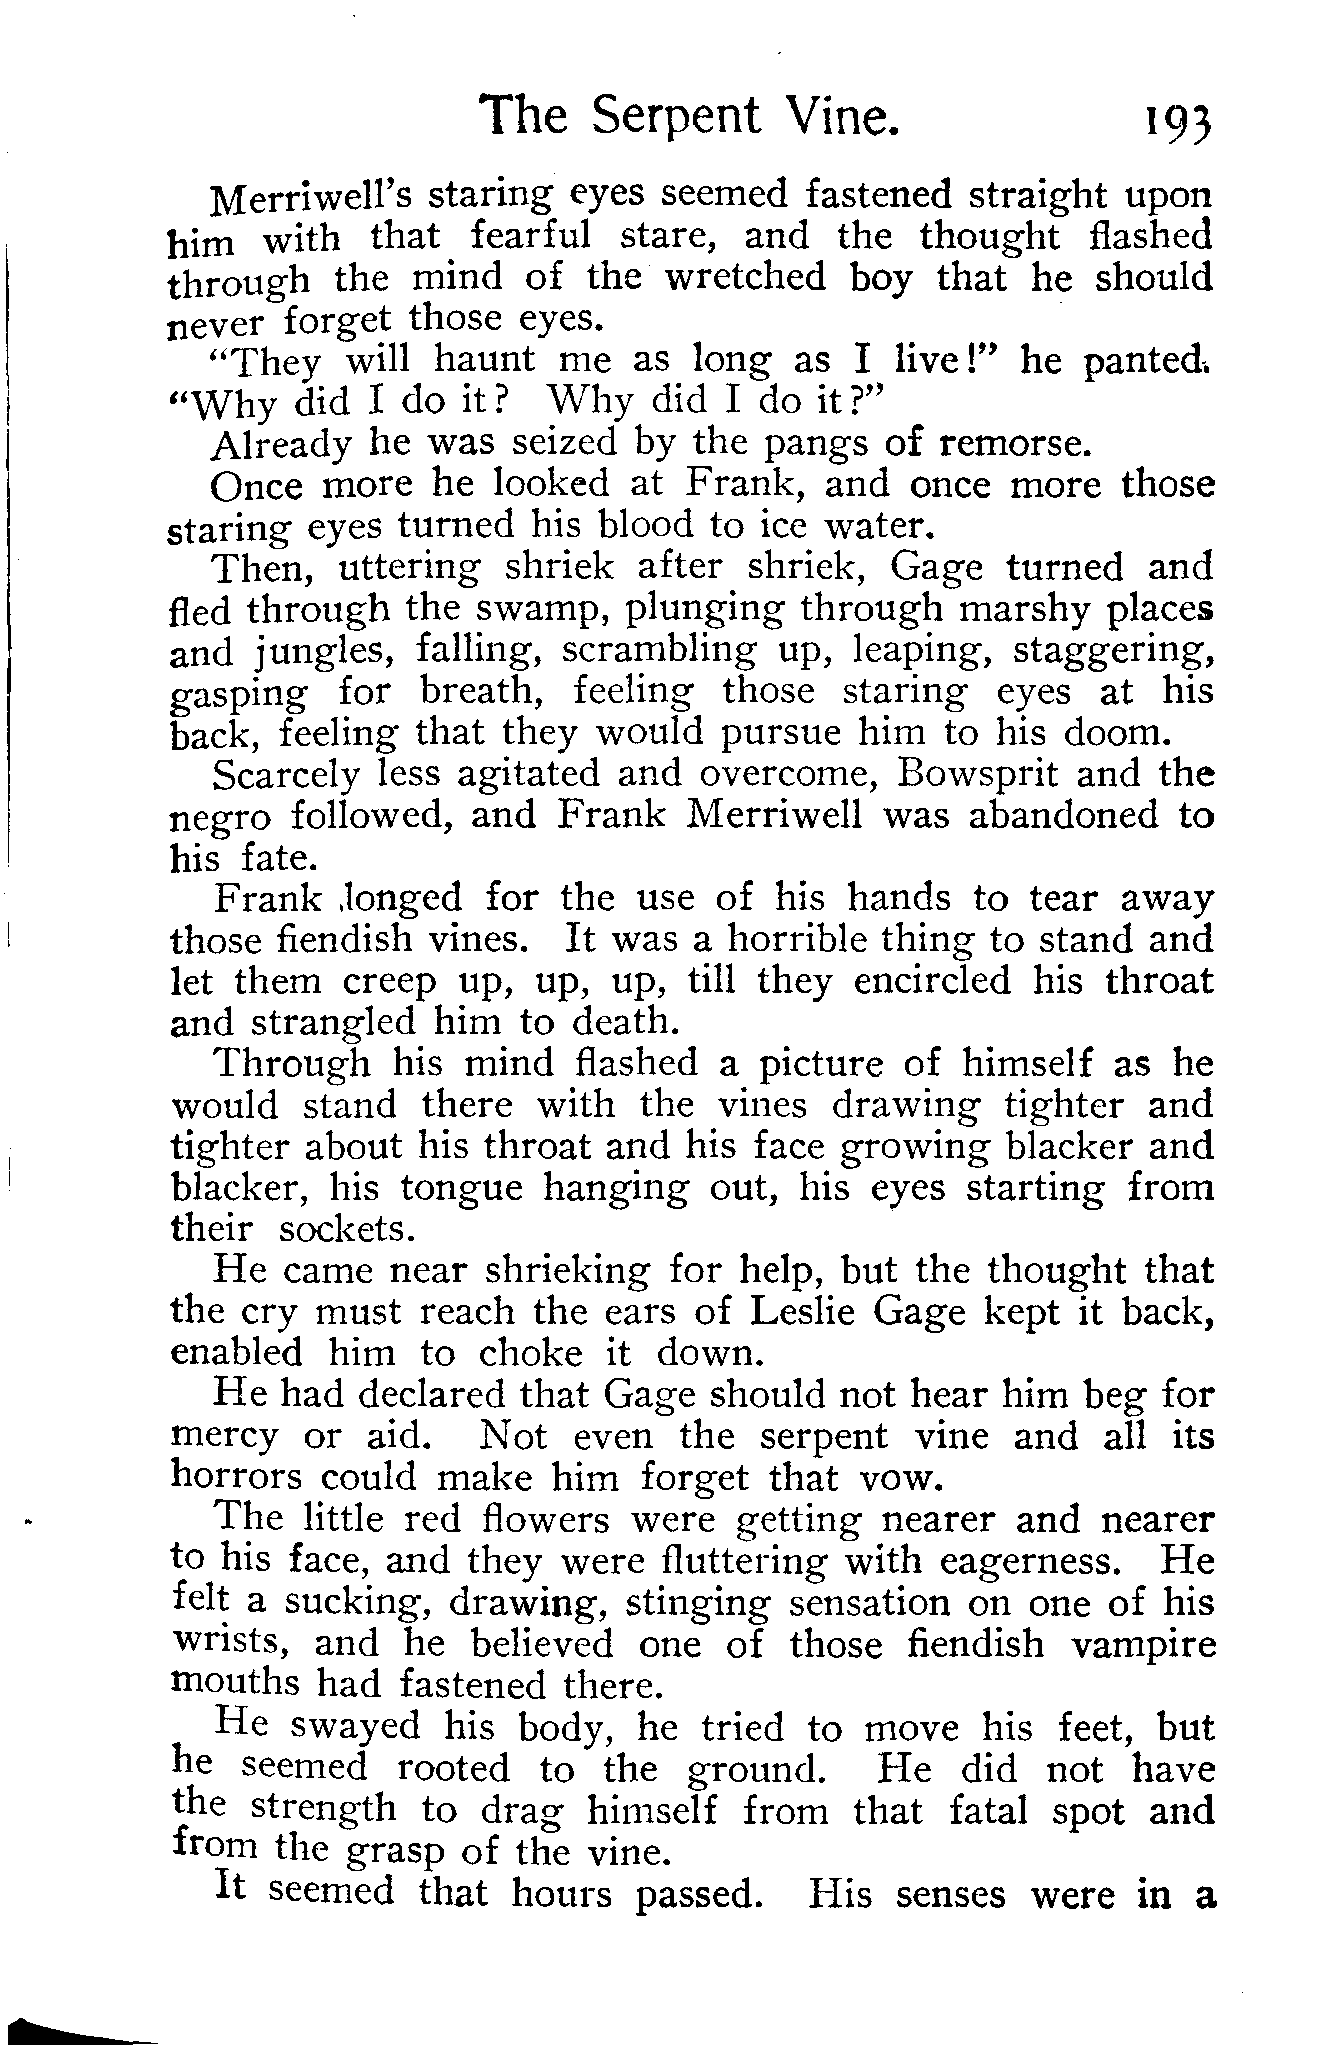 The Serpent Vine. 193
Merriwell's staring eyes seemed fastened straight upon
him with that fearful stare, and the thought flashed
through the mind of the wretched boy that he should
never forget those eyes.
"They will haunt me as long as I live!" he panted.
"Why did I do it? Why did I do it?"
Already he was seized by the pangs of remorse.
Once more he looked at Frank, and once more those
staring eyes turned his blood to ice water.
Then, uttering shriek after shriek, Gage turned and
fled through the swamp, plunging through marshy places
and jungles, falling, scrambling up, leaping, staggering,
gasping for breath, feeling those staring eyes at his
back, feeling that they would pursue him to his doom.
Scarcely less agitated and overcome, Bowsprit and the
negro followed, and Frank Merriwell was abandoned to
his fate.
Frank longed for the use of his hands to tear away
those fiendish vines. It was a horrible thing to stand and
let them creep up, up, up, till they encircled his throat
and strangled him to death.
Through his mind flashed a picture of himself as he
would stand there with the vines drawing tighter and
tighter about his throat and his face growing blacker and
blacker, his tongue hanging out, his eyes starting from
their sockets.
He came near shrieking for help, but the thought that
the cry must reach the ears of Leslie Gage kept it back,
enabled him to choke it down.
He had declared that Gage should not hear him beg for
mercy or aid. Not even the serpent vine and all its
horrors could make him forget that vow.
The little red flowers were getting nearer and nearer
to his face, and they were fluttering with eagerness. He
felt a sucking, drawing, stinging sensation on one of his
wrists, and he believed one of those fiendish vampire
mouths had fastened there.
He swayed his body, he tried to move his feet, but
he seemed rooted to the ground. He did not have
the strength to drag himself from that fatal spot and
from the grasp of the vine.
It seemed that hours passed. His senses were in a